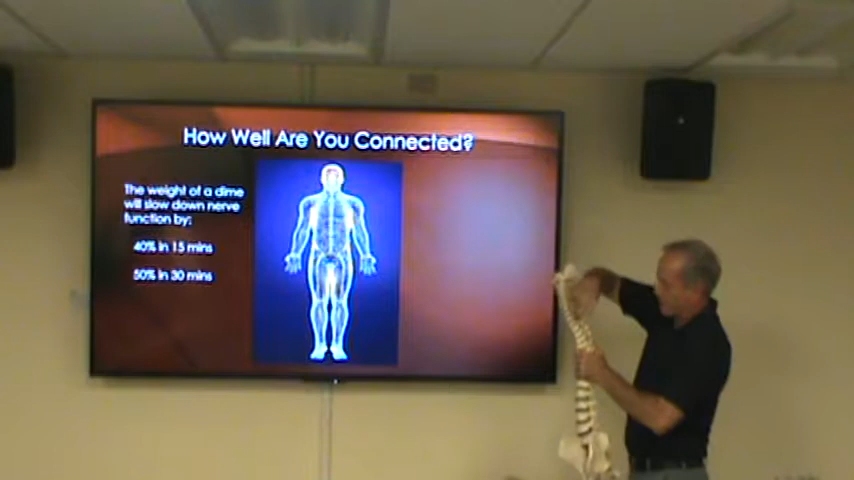 How Well Are You Connected?
The weight of a dime
will slow down nerve
function by:
40% in 15 mins
50% in 30 mins